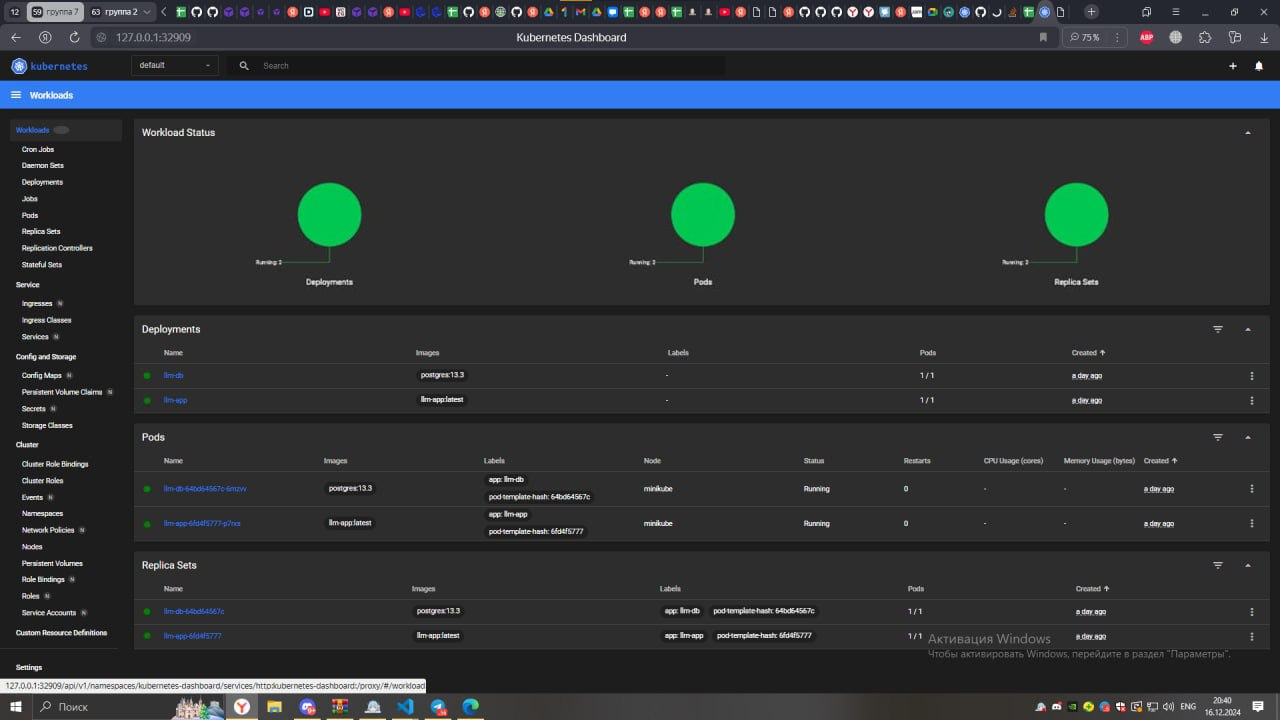 12 59 группа 7 63 группа 2
127.0.0.1:32909 Kubernetes Dashboard 75% ABP
kubernetes default Search
Workloads
Workloads
Cron Jobs
Daemon Sets
Deployments
Jobs
Pods
Replica Sets
Replication Controllers
Stateful Sets
Service
Ingresses N
Ingress Classes
Services N
Config and Storage
Config Maps N
Persistent Volume Claims N
Secrets N
Storage Classes
Cluster
Cluster Role Bindings
Cluster Roles
Events N
Namespaces
Network Policies N
Nodes
Persistent Volumes
Role Bindings N
Roles N
Service Accounts N
Custom Resource Definitions
Settings
Workload Status
Running: 2 Running: 2 Running: 2
Deployments Pods Replica Sets
Deployments
Name Images Labels Pods Created
llm-db postgres:13.3 - 1 / 1 a day ago
llm-app llm-app:latest - 1 / 1 a day ago
Pods
Name Images Labels Node Status Restarts CPU Usage (cores) Memory Usage (bytes) Created
llm-db-64bd64567c-6mzvv postgres:13.3 app: llm-db minikube Running 0 - - a day ago
pod-template-hash: 64bd64567c
llm-app:latest app: llm-app minikube Running 0 - - a day ago
pod-template-hash: 6fd4f5777
Replica Sets
Name Images Labels Pods Created
llm-db-64bd64567c postgres:13.3 app: llm-db pod-template-hash: 64bd64567c 1 / 1 a day ago
llm-app-6fd4f5777 llm-app:latest app: llm-app pod-template-hash: 6fd4f5777 1 / 1 a day ago
Активация Windows
Чтобы активировать Windows, перейдите в раздел "Параметры".
127.0.0.1:32909/api/v1/namespaces/kubernetes-dashboard/services/http:kubernetes-dashboard:/proxy/#/workload
Поиск ENG 20:40
16.12.2024